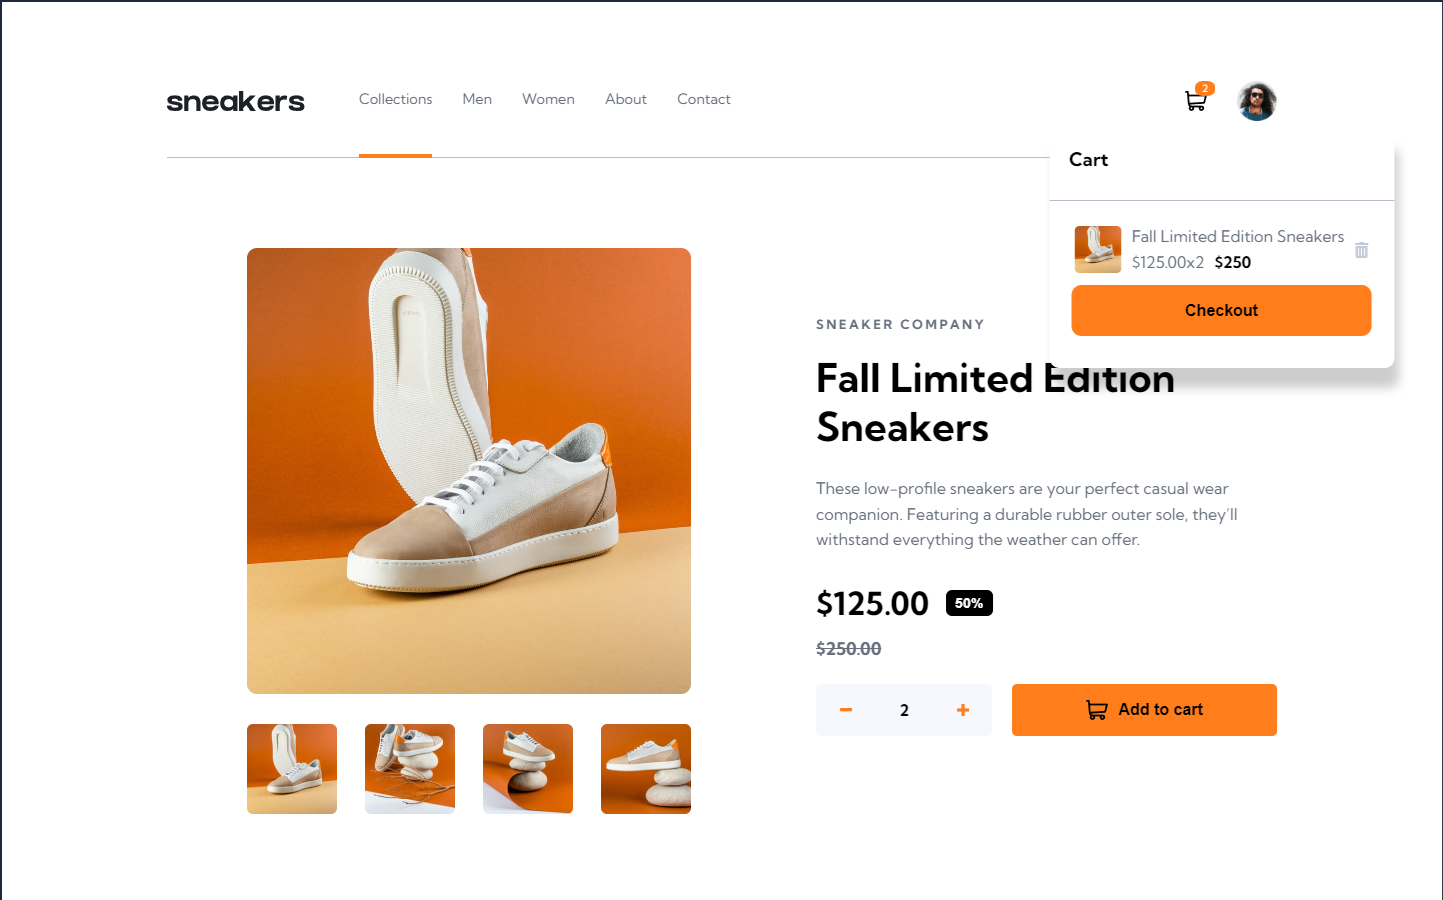 sneakers
Collections
Men
Women
About
Contact
2
Cart
Fall Limited Edition Sneakers
$125.00x2 $250
Checkout
SNEAKER COMPANY
Fall Limited Edition
Sneakers
These low-profile sneakers are your perfect casual wear
companion. Featuring a durable rubber outer sole, they’ll
withstand everything the weather can offer.
$125.00 50%
$250.00
2
Add to cart